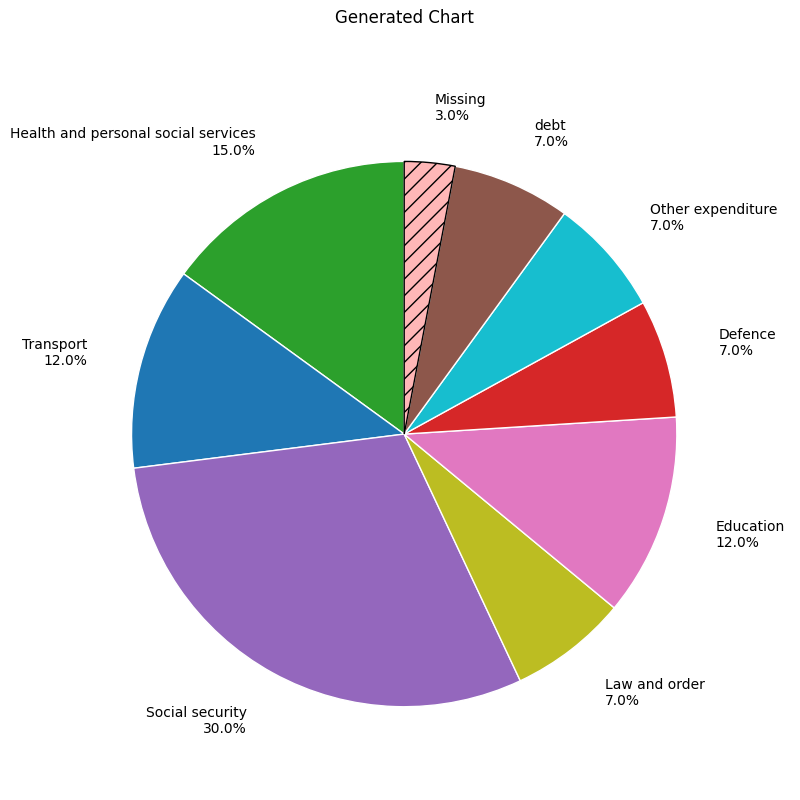 Generated Chart
Missing
3.0%
debt
7.0%
Health and personal social services
15.0%
Other expenditure
7.0%
Defence
7.0%
Transport
12.0%
Education
12.0%
Law and order
7.0%
Social security
30.0%